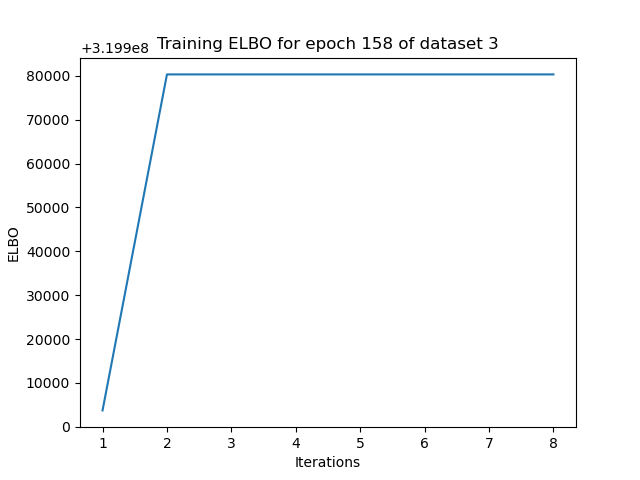 Training ELBO for epoch 158 of dataset 3
+3.199e8
80000
70000
60000
50000
40000
30000
20000
10000
0
ELBO
1 2 3 4 5 6 7 8
Iterations